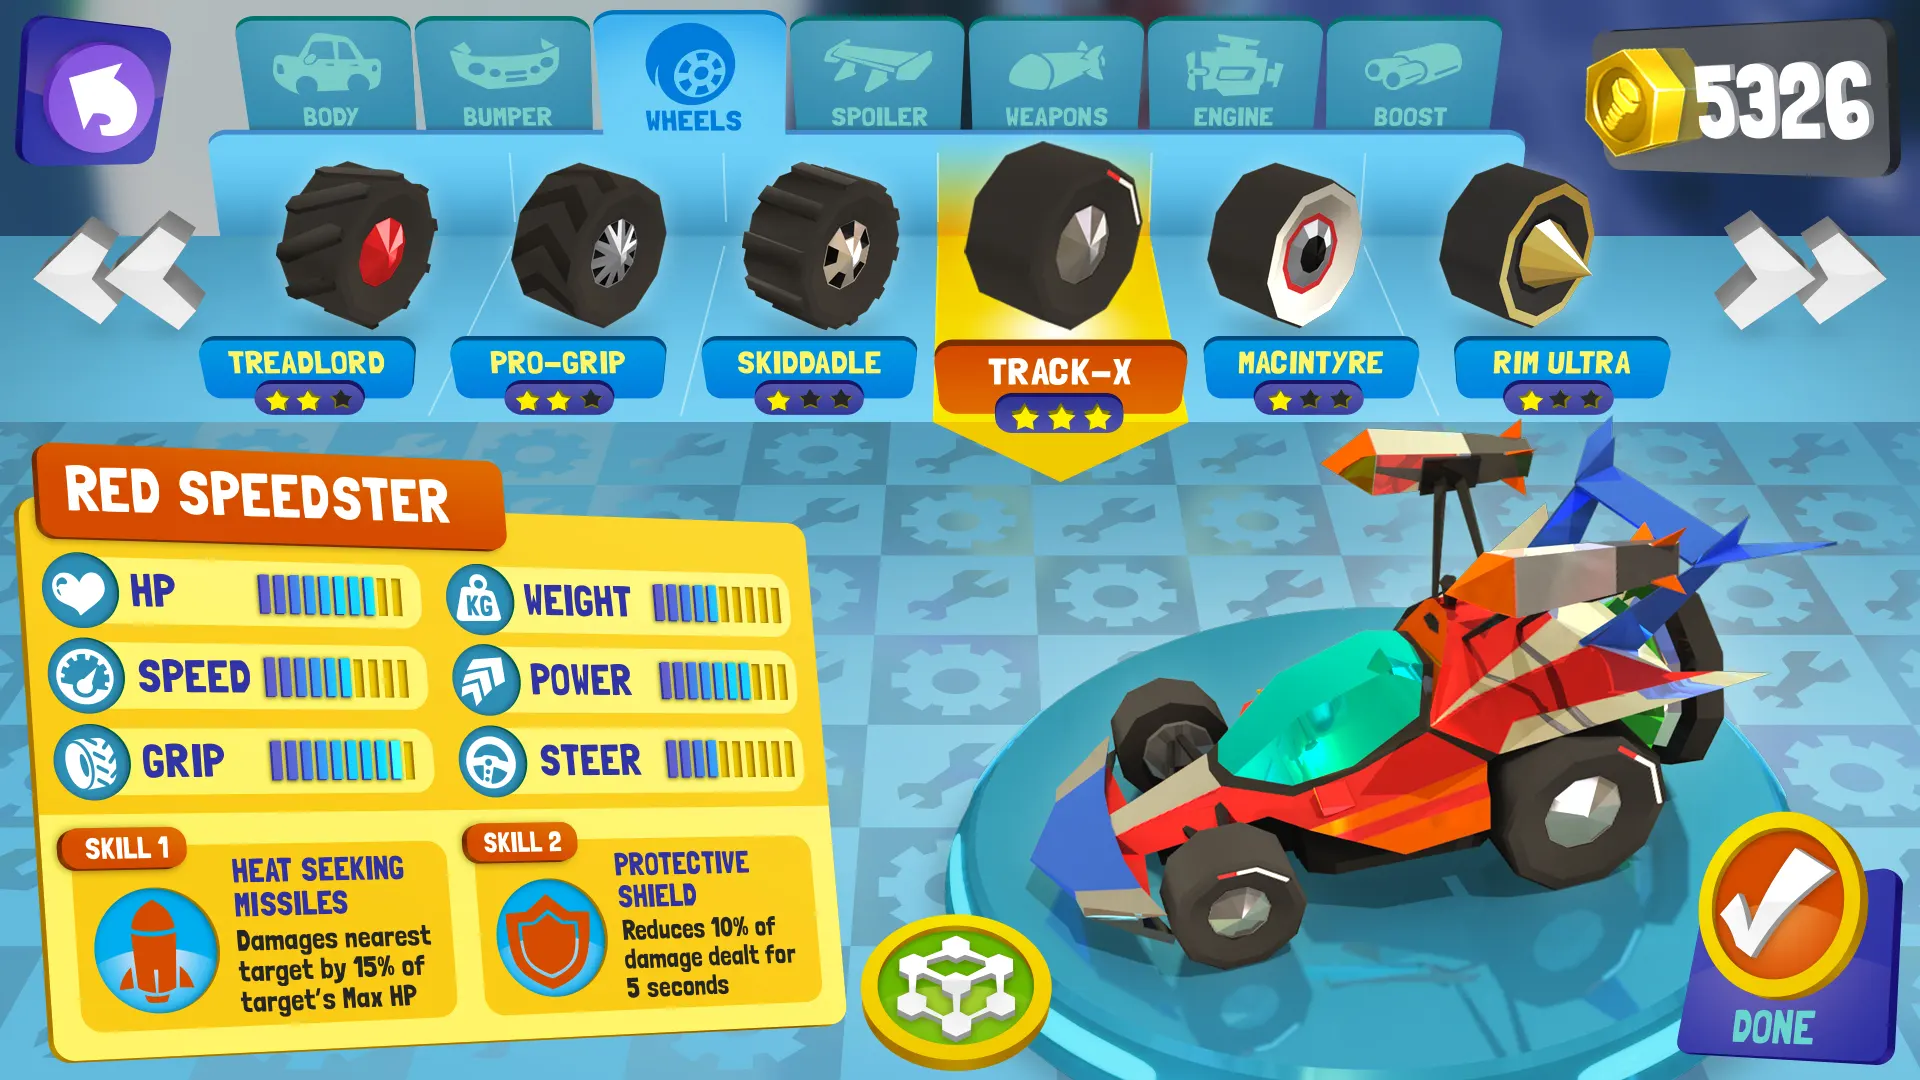 BODY
BUMPER
WHEELS
SPOILER
WEAPONS
ENGINE
BOOST
5326
TREADLORD
PRO-GRIP
SKIDDADLE
TRACK-X
MACINTYRE
RIM ULTRA
RED SPEEDSTER
HP
KG
WEIGHT
SPEED
POWER
GRIP
STEER
SKILL 1
HEAT SEEKING
MISSILES
Damages nearest
target by 15% of
target's Max HP
SKILL 2
PROTECTIVE
SHIELD
Reduces 10% of
damage dealt for
5 seconds
DONE